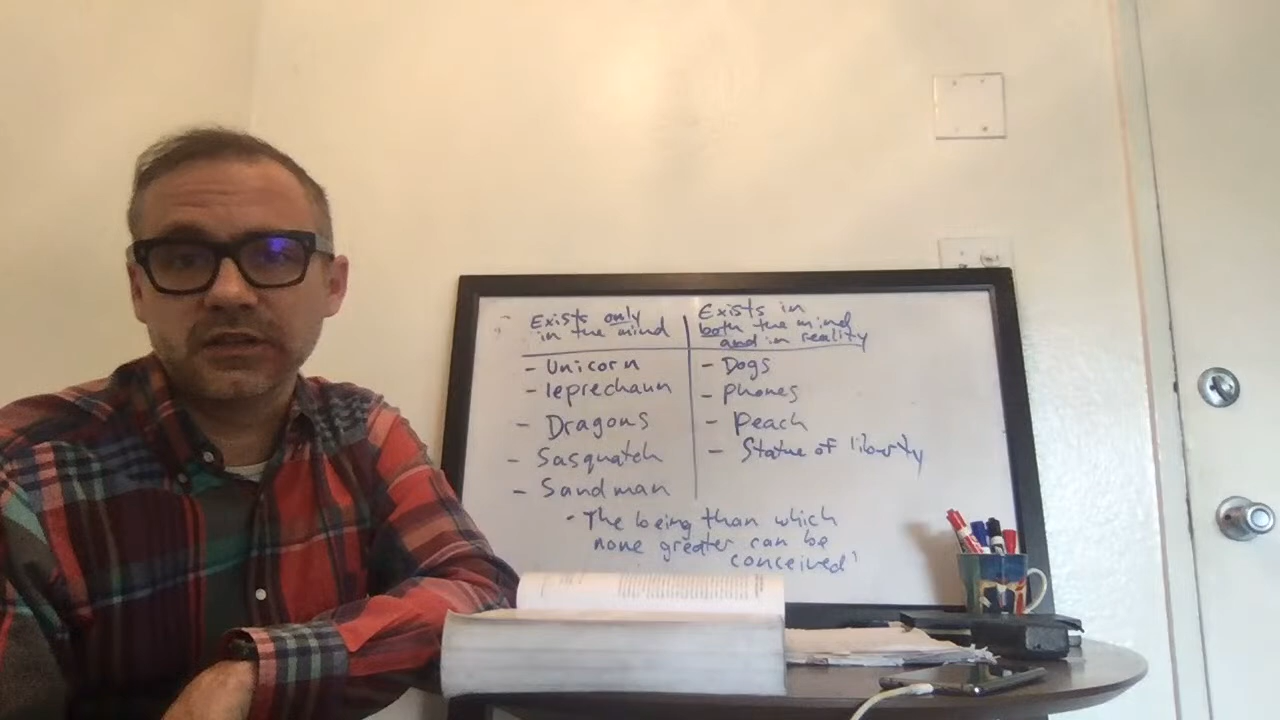 Exists only
in the mind
- Unicorn
- leprechaun
- Dragons
- Sasquatch
- Sandman
Exists in
both the mind
and in reality
- Dogs
- Phones
- Peach
- Statue of liberty
- The being than which
none greater can be
conceived'